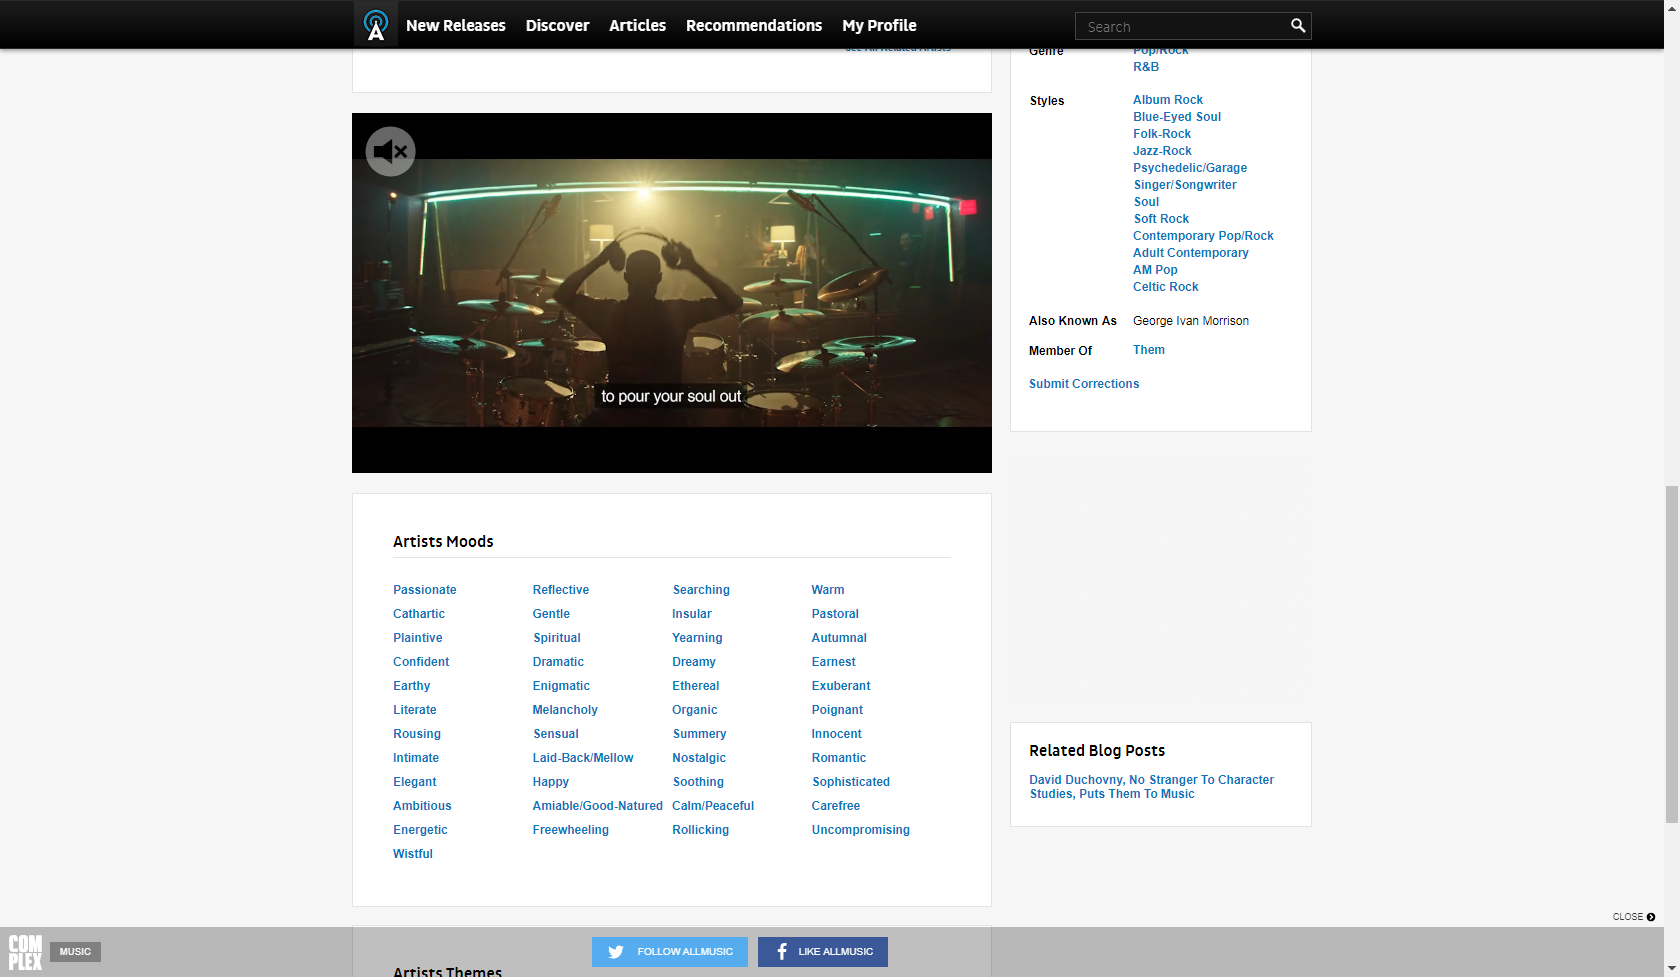 New Releases
Discover
Articles
Recommendations
My Profile
Search
See All Related Artists
Genre
Pop/Rock
R&B
Styles
Album Rock
Blue-Eyed Soul
Folk-Rock
Jazz-Rock
Psychedelic/Garage
Singer/Songwriter
Soul
Soft Rock
Contemporary Pop/Rock
Adult Contemporary
AM Pop
Celtic Rock
Also Known As
George Ivan Morrison
Member Of
Them
Submit Corrections
to pour your soul out
Artists Moods
Passionate
Reflective
Searching
Warm
Cathartic
Gentle
Insular
Pastoral
Plaintive
Spiritual
Yearning
Autumnal
Confident
Dramatic
Dreamy
Earnest
Earthy
Enigmatic
Ethereal
Exuberant
Literate
Melancholy
Organic
Poignant
Rousing
Sensual
Summery
Innocent
Intimate
Laid-Back/Mellow
Nostalgic
Romantic
Elegant
Happy
Soothing
Sophisticated
Ambitious
Amiable/Good-Natured
Calm/Peaceful
Carefree
Energetic
Freewheeling
Rollicking
Uncompromising
Wistful
Related Blog Posts
David Duchovny, No Stranger To Character
Studies, Puts Them To Music
CLOSE
COM
PLEX
MUSIC
FOLLOW ALLMUSIC
LIKE ALLMUSIC
Artists Themes